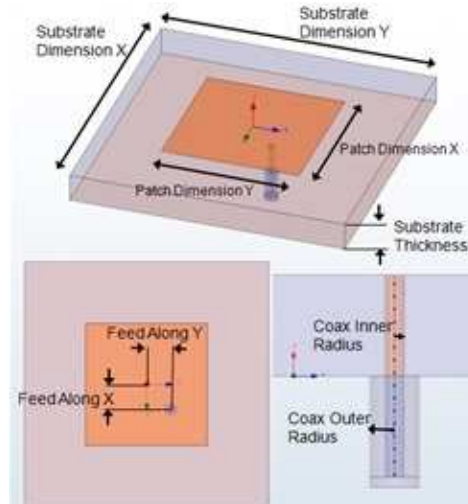 Substrate
Dimension X
Substrate
Dimension Y
Patch Dimension X
Patch Dimension Y
Substrate
Thickness
Feed Along Y
Feed Along X
Coax Inner
Radius
Coax Outer
Radius